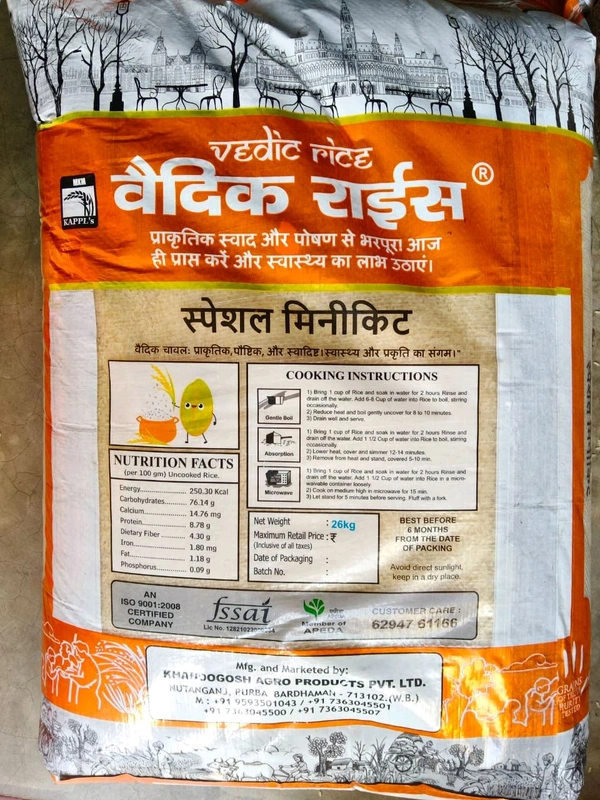 vedic rice
वैदिक राईस ®
MKM
KAPPL's
प्राकृतिक स्वाद और पोषण से भरपूर! आज
ही प्राप्त करें और स्वास्थ्य का लाभ उठाएं।
स्पेशल मिनीकिट
वैदिक चावलः प्राकृतिक,पौष्टिक, और स्वादिष्ट।स्वास्थ्य और प्रकृति का संगम।"
COOKING INSTRUCTIONS
Gentle Boil
1) Bring 1 cup of Rice and soak in water for 2 hours Rinse and
drain off the water. Add 6-8 Cup of water into Rice to boil, stirring
occasionally.
2) Reduce heat and boil gently uncover for 8 to 10 minutes.
3) Drain well and serve.
Absorption
1) Bring 1 cup of Rice and soak in water for 2 hours Rinse and
drain off the water. Add 1 1/2 Cup of water into Rice to boil, stirring
occasionally.
2) Lower heat, cover and simmer 12-14 minutes.
3) Remove from heat and stand, covered 5-10 min.
Microwave
1) Bring 1 cup of Rice and soak in water for 2 hours Rinse and
drain off the water. Add 1 1/2 Cup of water into Rice in a micro-
waivable container loosely.
2) Cook on medium high in microwave for 15 min.
3) Let stand for 5 minutes before serving. Fluff with a fork.
NUTRITION FACTS
(per 100 gm) Uncooked Rice.
Energy.................... 250.30 Kcal
Carbohydrates......... 76.14 g
Calcium................... 14.76 mg
Protein.................... 8.78 g
Dietary Fiber ........... 4.30 g
Iron......................... 1.80 mg
Fat.......................... 1.18 g
Phosphorus............. 0.09 g
Net Weight : 26kg
Maximum Retail Price : ₹
(Inclusive of all taxes)
Date of Packaging :
Batch No. :
BEST BEFORE
6 MONTHS
FROM THE DATE
OF PACKING
Avoid direct sunlight,
keep in a dry place.
AN
ISO 9001:2008
CERTIFIED
COMPANY
fssai
Lic No.
Member of
APEDA
CUSTOMER CARE :
62947 61166
Mfg. and Marketed by:
KHANDOGOSH AGRO PRODUCTS PVT. LTD.
NUTANGANJ, PURBA BARDHAMAN - 713102.(W.B.)
M : +91 9593501043 / +91 7363045501
+91 7363045500 / +91 7363045507
GRAINS